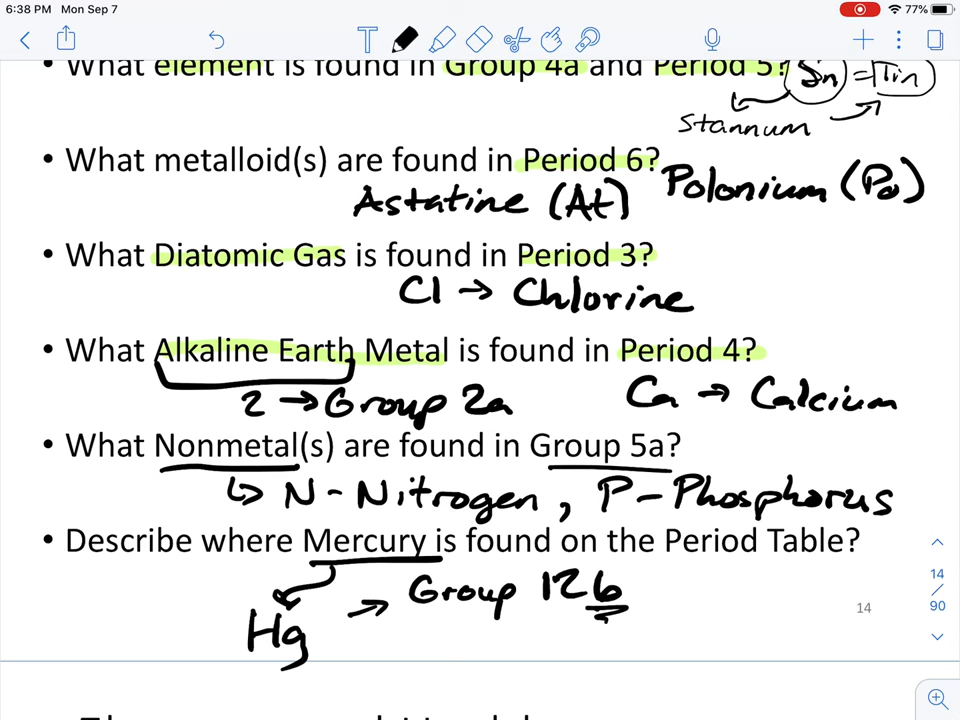 6:38 PM Mon Sep 7 77%
T
• What element is found in Group 4a and Period 5? Sn = Tin
Stannum
• What metalloid(s) are found in Period 6?
Astatine (At) Polonium (Po)
• What Diatomic Gas is found in Period 3?
Cl → Chlorine
• What Alkaline Earth Metal is found in Period 4?
2 → Group 2a Ca → Calcium
• What Nonmetal(s) are found in Group 5a?
↳ N - Nitrogen, P - Phosphorus
• Describe where Mercury is found on the Period Table?
Hg → Group 12b
14
14 / 90